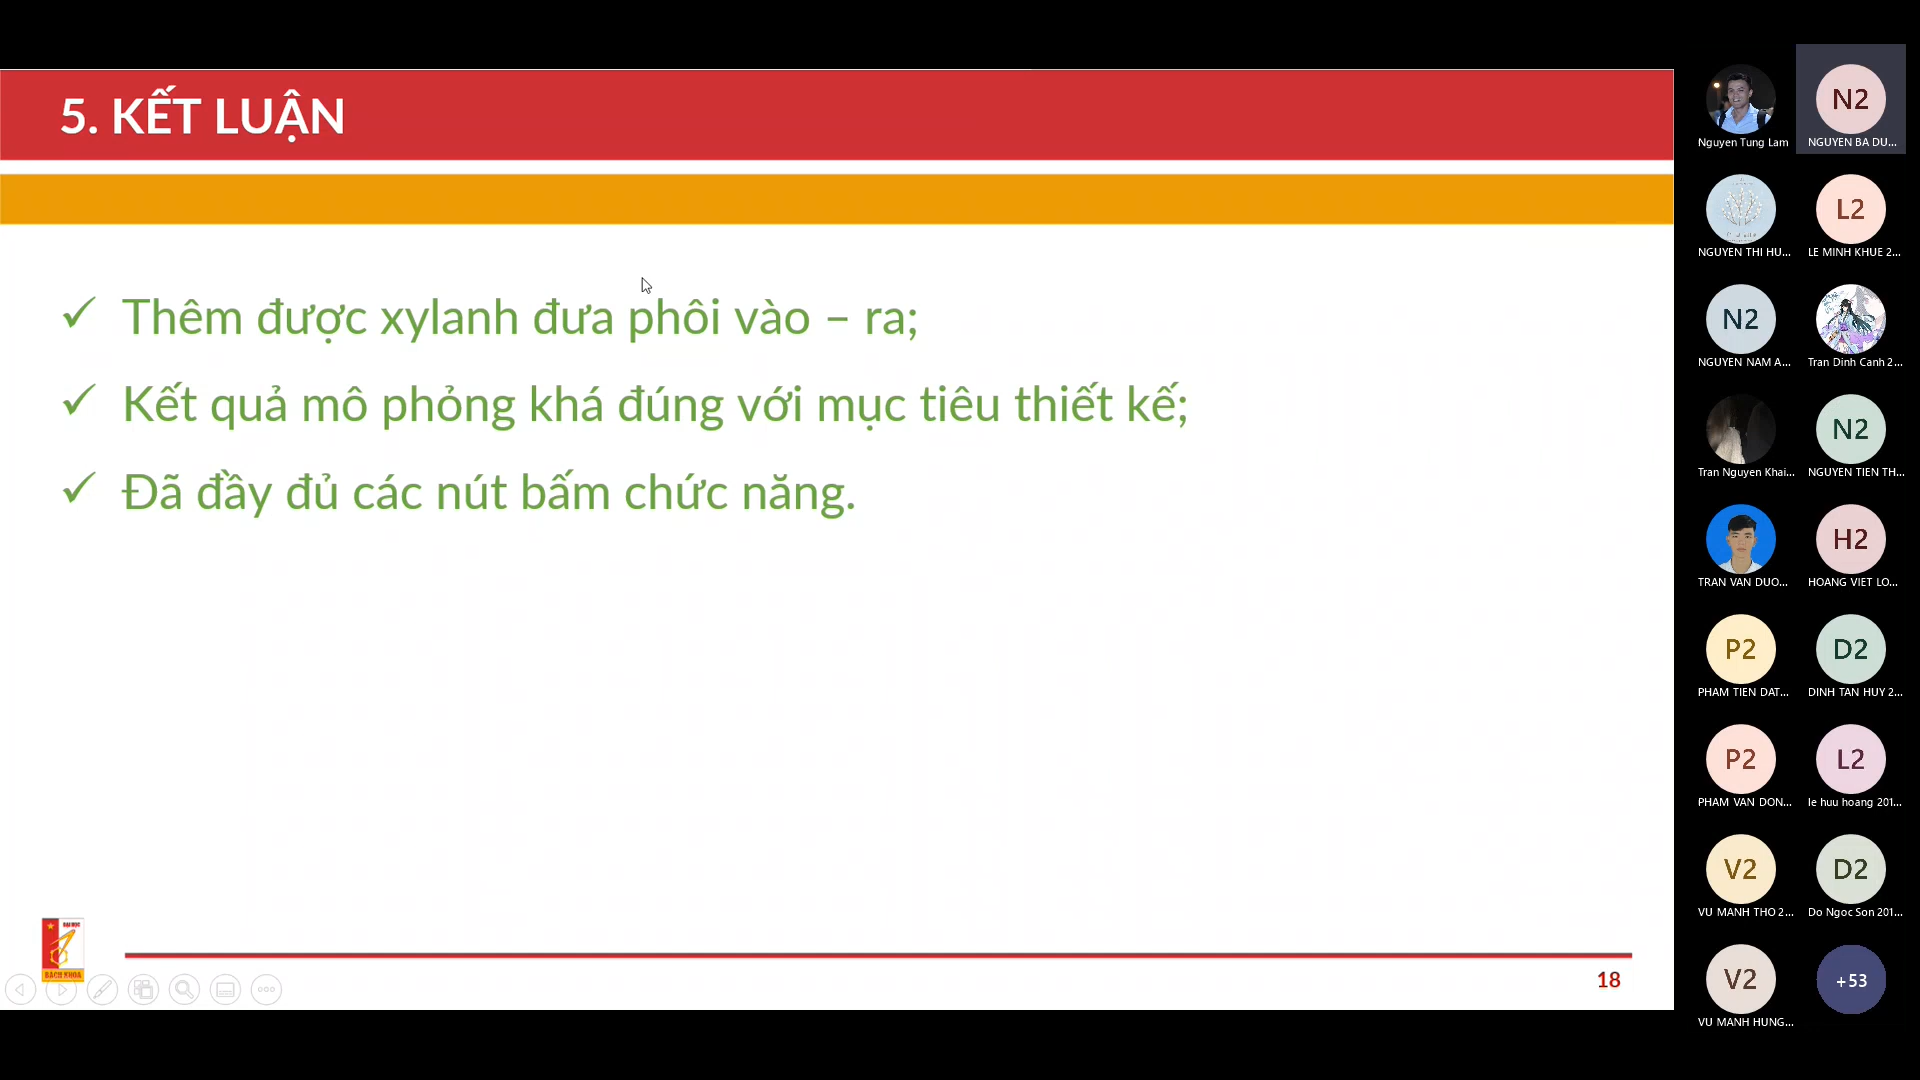 5. KẾT LUẬN
Thêm được xylanh đưa phôi vào – ra;
Kết quả mô phỏng khá đúng với mục tiêu thiết kế;
Đã đầy đủ các nút bấm chức năng.
ĐẠI HỌC
BÁCH KHOA
18
Nguyen Tung Lam
N2
NGUYEN BA DU...
NGUYEN THI HU...
L2
LE MINH KHUE 2...
N2
NGUYEN NAM A...
Tran Dinh Canh 2...
Tran Nguyen Khai...
N2
NGUYEN TIEN TH...
TRAN VAN DUO...
H2
HOANG VIET LO...
P2
PHAM TIEN DAT...
D2
DINH TAN HUY 2...
P2
PHAM VAN DON...
L2
le huu hoang 201...
V2
VU MANH THO 2...
D2
Do Ngoc Son 201...
V2
VU MANH HUNG...
+53